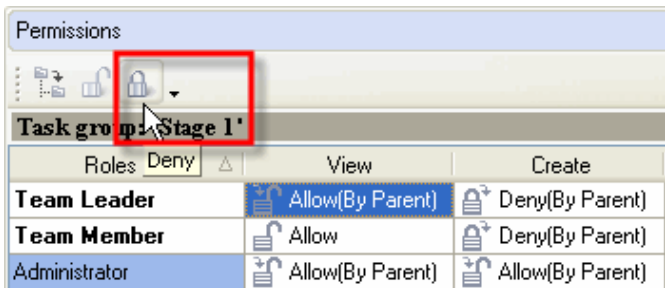 Permissions
Task group: 'Stage 1'
Deny
Roles View Create
Team Leader Allow(By Parent) Deny(By Parent)
Team Member Allow Deny(By Parent)
Administrator Allow(By Parent) Allow(By Parent)